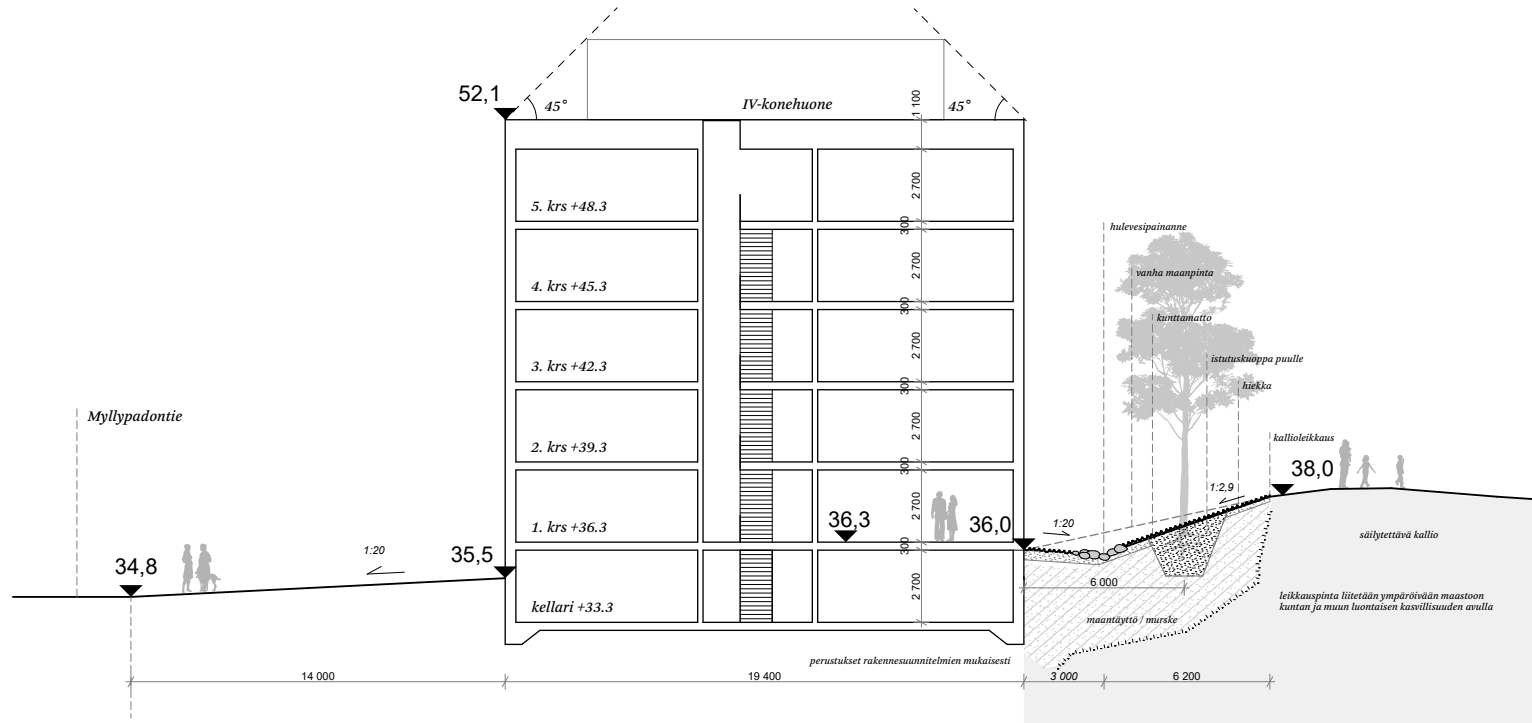 52,1
45°
IV-konehuone
45°
1 100
5. krs +48.3
2 700
300
hulevesipainanne
4. krs +45.3
2 700
vanha maanpinta
300
kunttamatto
3. krs +42.3
2 700
istutuskuoppa puulle
300
hiekka
Myllypadontie
2. krs +39.3
2 700
kallioleikkaus
300
38,0
1:2,9
1. krs +36.3
2 700
36,3
36,0
1:20
säilytettävä kallio
300
1:20
34,8
35,5
6 000
kellari +33.3
2 700
leikkauspinta liitetään ympäröivään maastoon
kuntan ja muun luontaisen kasvillisuuden avulla
maantäyttö / murske
perustukset rakennesuunnitelmien mukaisesti
14 000
19 400
3 000
6 200